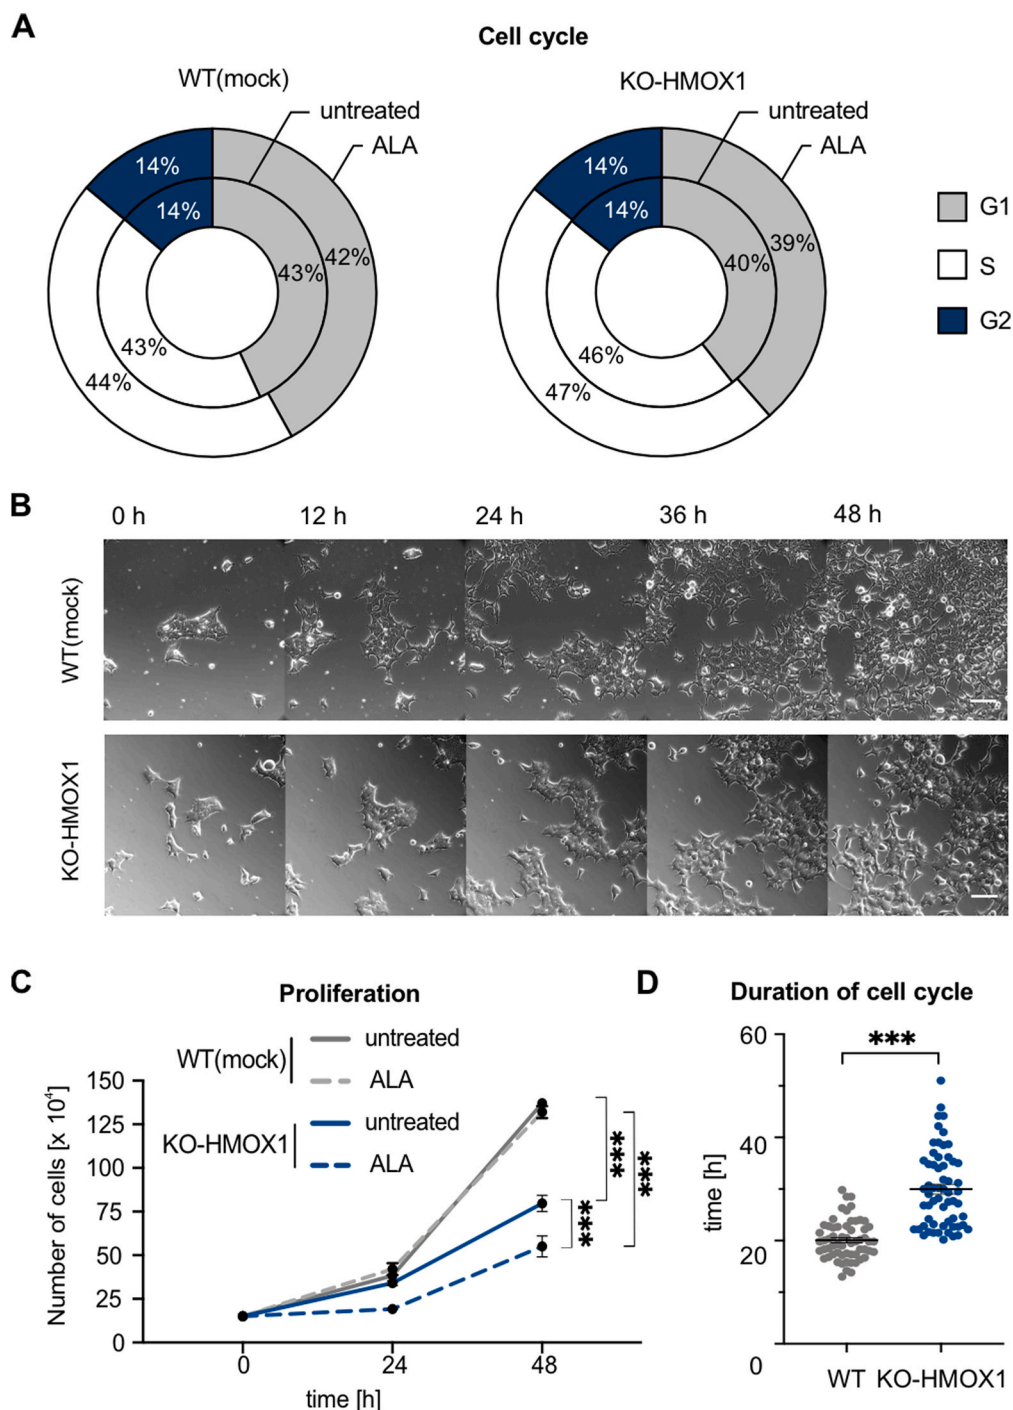 A
Cell cycle
WT(mock)
untreated
ALA
14%
14%
43%
42%
43%
44%
KO-HMOX1
untreated
ALA
14%
14%
40%
39%
46%
47%
G1
S
G2
B
0 h 12 h 24 h 36 h 48 h
WT(mock)
KO-HMOX1
C
Proliferation
WT(mock)
untreated
ALA
KO-HMOX1
untreated
ALA
Number of cells [x 10⁴]
150
125
100
75
50
25
0
0 24 48
time [h]
***
***
***
D
Duration of cell cycle
***
time [h]
60
40
20
0
WT KO-HMOX1